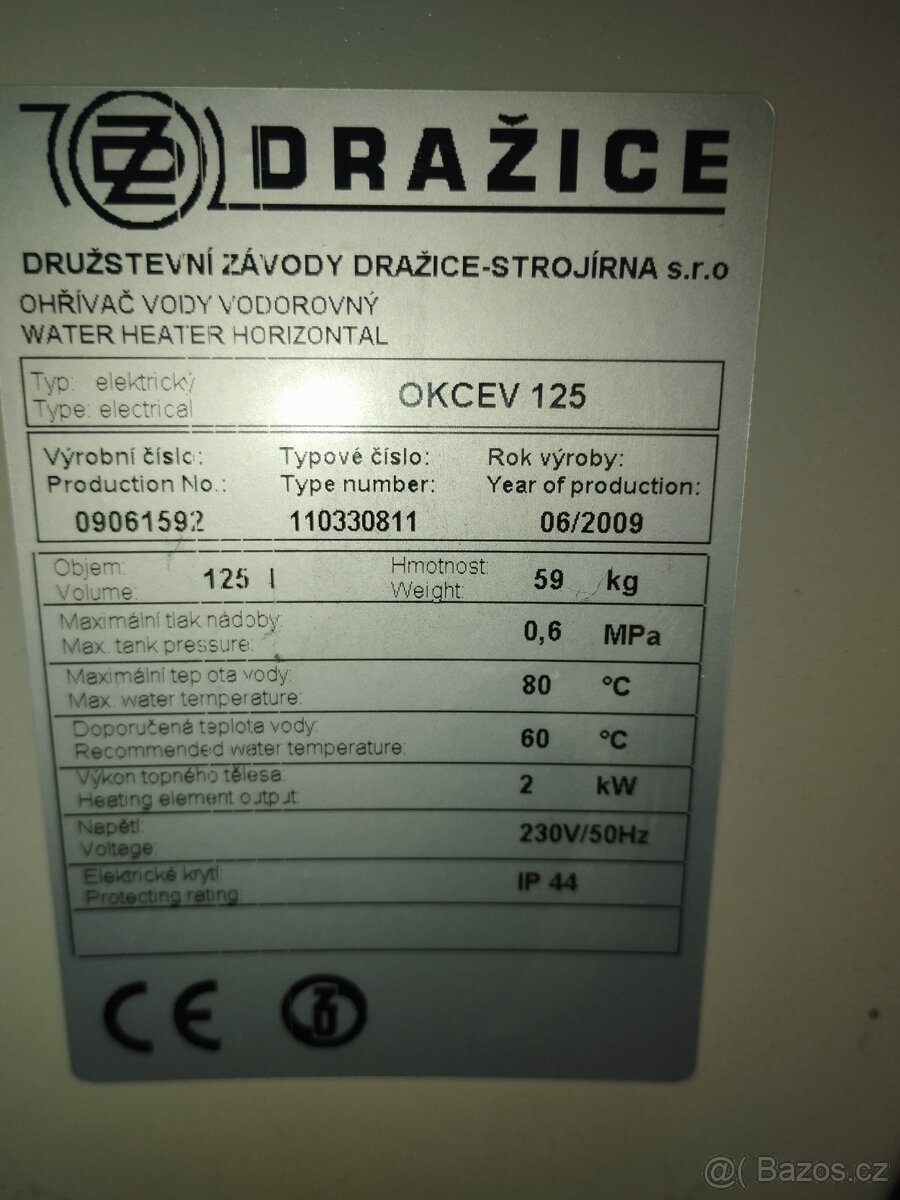 DZ DRAŽICE
DRUŽSTEVNÍ ZÁVODY DRAŽICE-STROJÍRNA s.r.o
OHŘÍVAČ VODY VODOROVNÝ
WATER HEATER HORIZONTAL
Typ: elektrický
Type: electrical
OKCEV 125
Výrobní číslo: Typové číslo: Rok výroby:
Production No.: Type number: Year of production:
09061592 110330811 06/2009
Objem:
Volume:
125 l
Hmotnost:
Weight:
59 kg
Maximální tlak nádoby:
Max. tank pressure:
0,6 MPa
Maximální teplota vody:
Max. water temperature:
80 °C
Doporučená teplota vody:
Recommended water temperature:
60 °C
Výkon topného tělesa:
Heating element output:
2 kW
Napětí:
Voltage:
230V/50Hz
Elektrické krytí:
Protecting rating:
IP 44
CE
@( Bazos.cz